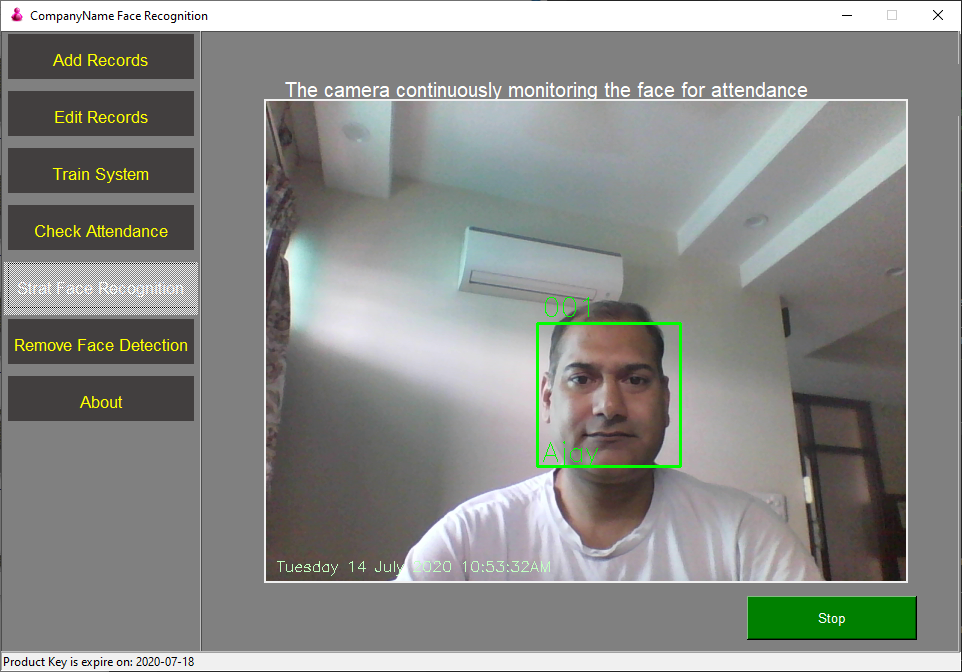 CompanyName Face Recognition
Add Records
Edit Records
Train System
Check Attendance
Strat Face Recognition
Remove Face Detection
About
The camera continuously monitoring the face for attendance
001
Ajay
Tuesday 14 July 2020 10:53:32AM
Stop
Product Key is expire on: 2020-07-18